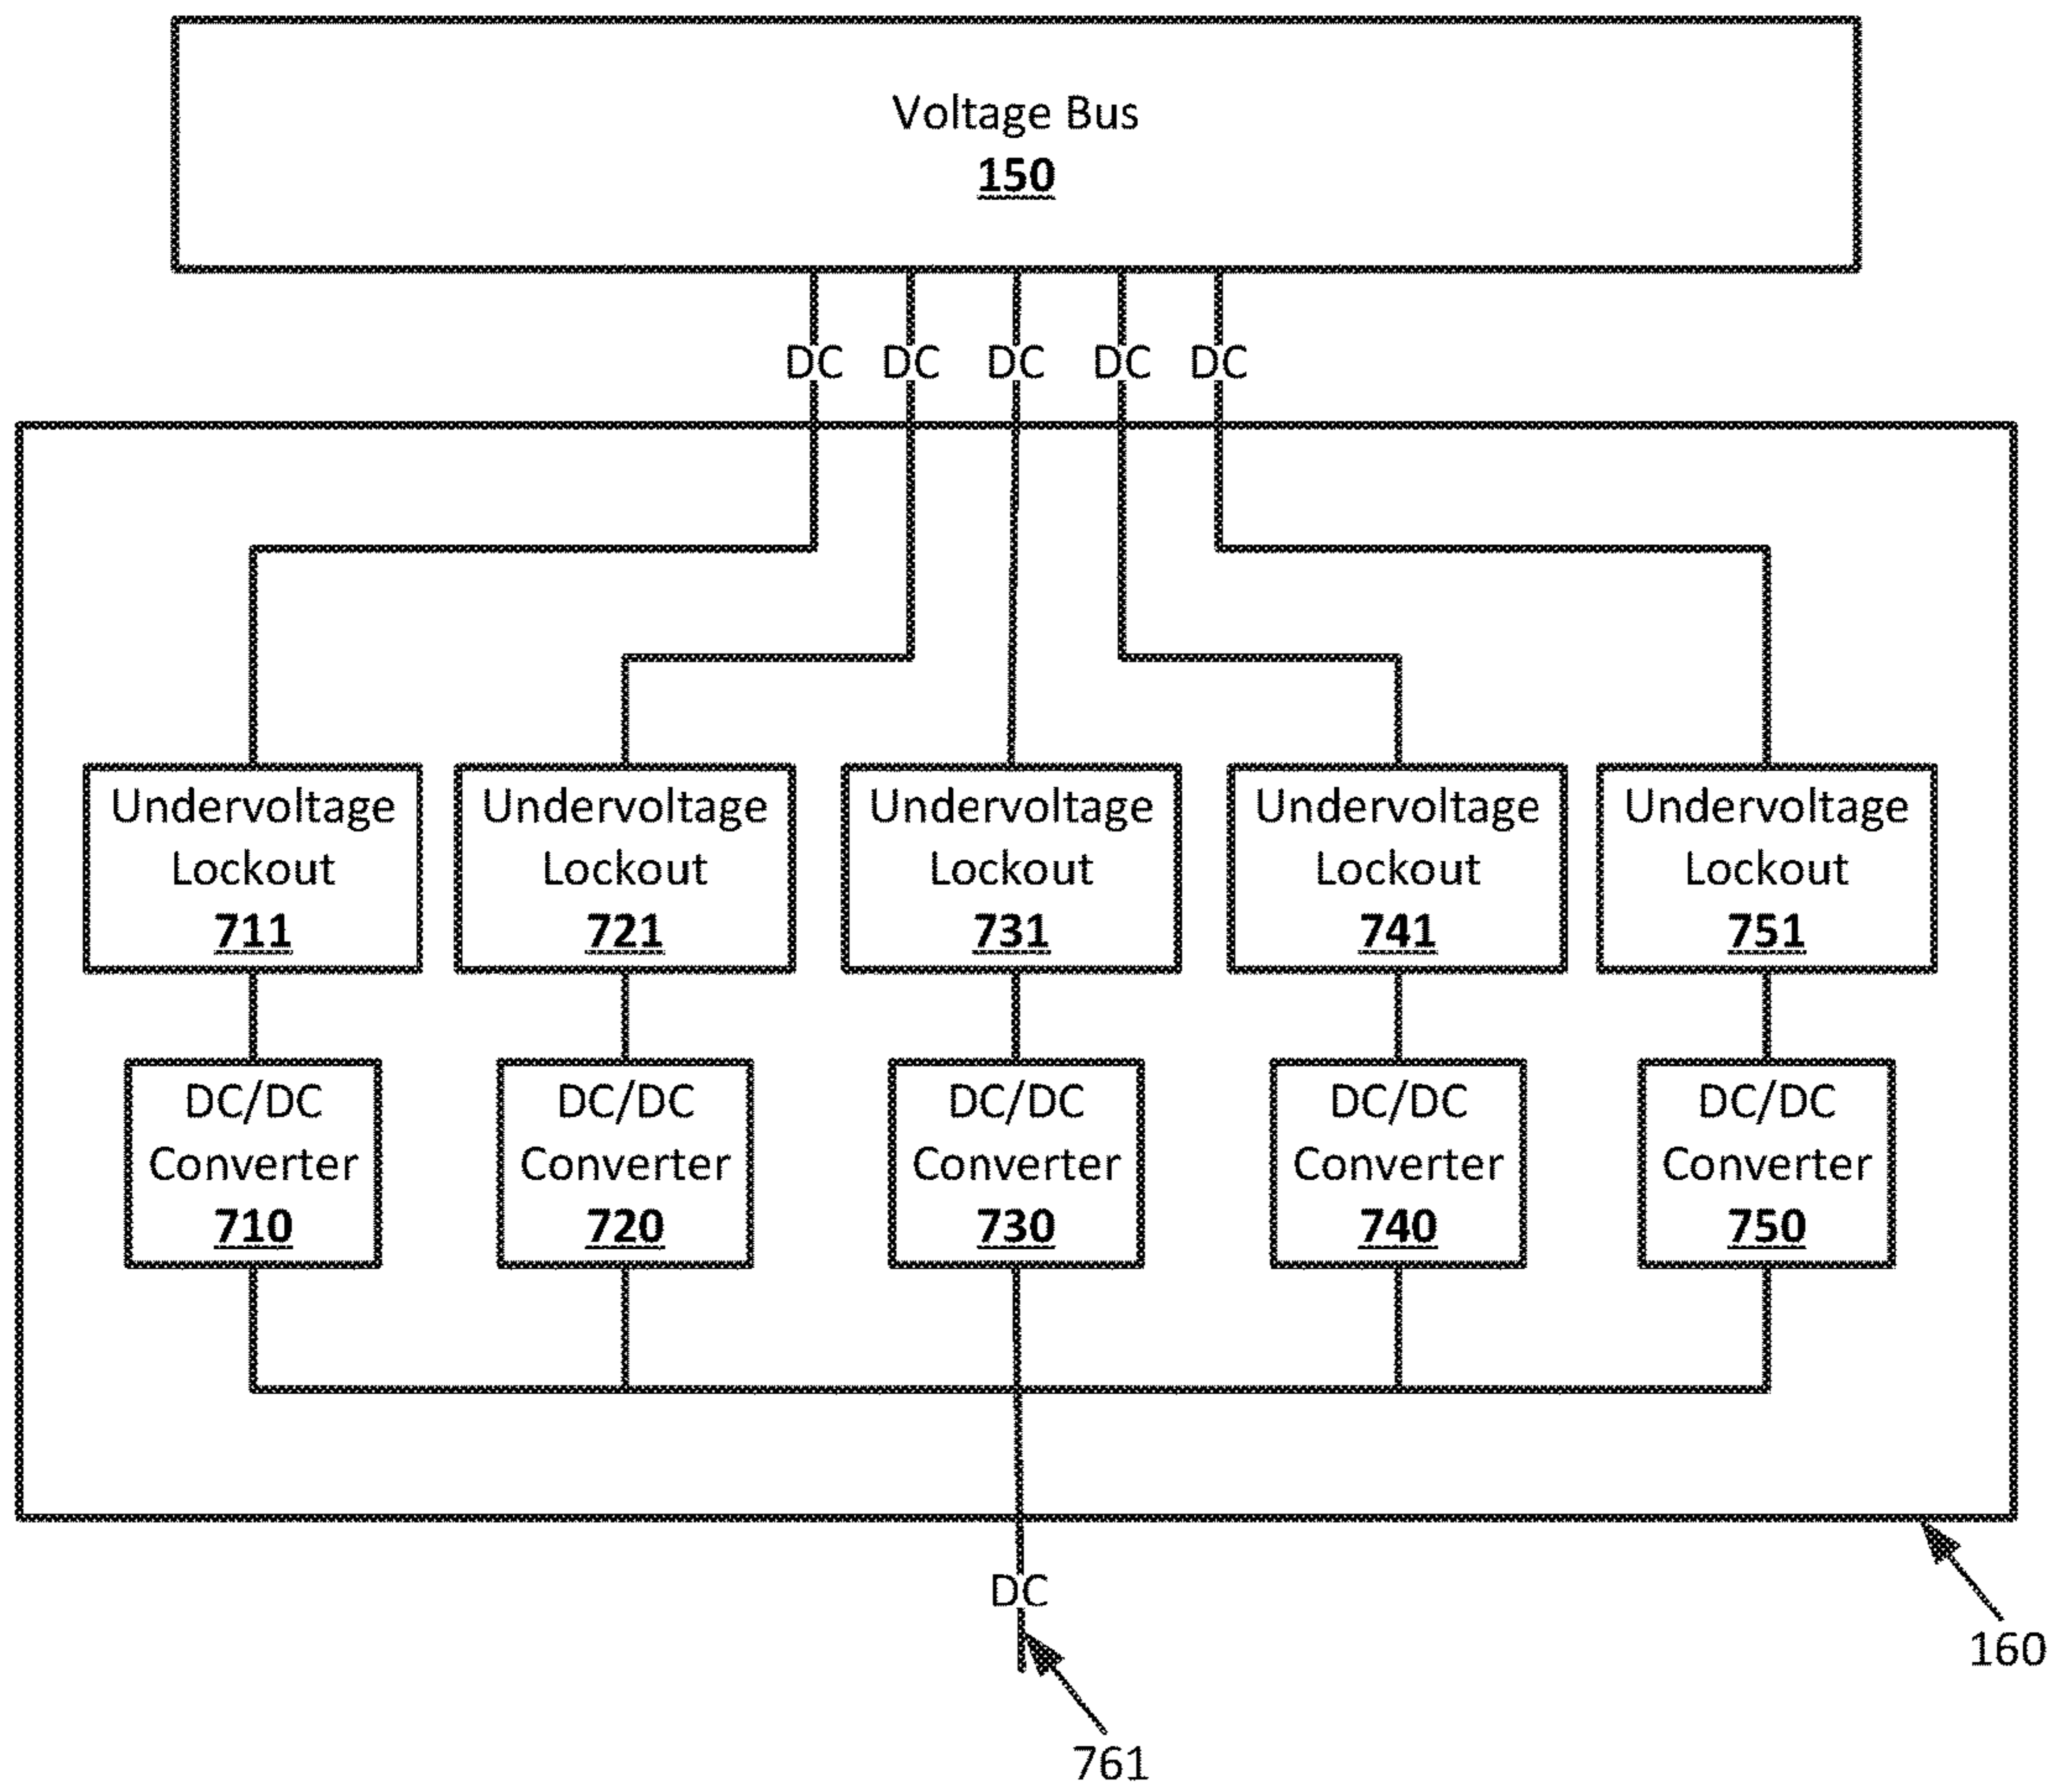 Voltage Bus
150
DC DC DC DC DC
Undervoltage Undervoltage Undervoltage Undervoltage Undervoltage
Lockout Lockout Lockout Lockout Lockout
711 721 731 741 751
DC/DC DC/DC DC/DC DC/DC DC/DC
Converter Converter Converter Converter Converter
710 720 730 740 750
DC
160
761